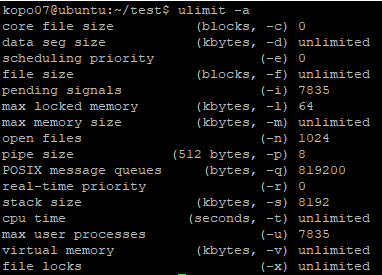 kopo07@ubuntu:~/test$ ulimit -a
core file size          (blocks, -c) 0
data seg size           (kbytes, -d) unlimited
scheduling priority             (-e) 0
file size               (blocks, -f) unlimited
pending signals                 (-i) 7835
max locked memory       (kbytes, -l) 64
max memory size         (kbytes, -m) unlimited
open files                      (-n) 1024
pipe size            (512 bytes, -p) 8
POSIX message queues     (bytes, -q) 819200
real-time priority              (-r) 0
stack size              (kbytes, -s) 8192
cpu time               (seconds, -t) unlimited
max user processes              (-u) 7835
virtual memory          (kbytes, -v) unlimited
file locks                      (-x) unlimited